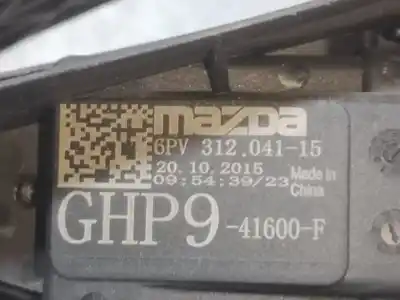 mazda
6PV 312.041-15
20.10.2015
09:54:39/23
Made in
China
GHP9 -41600-F